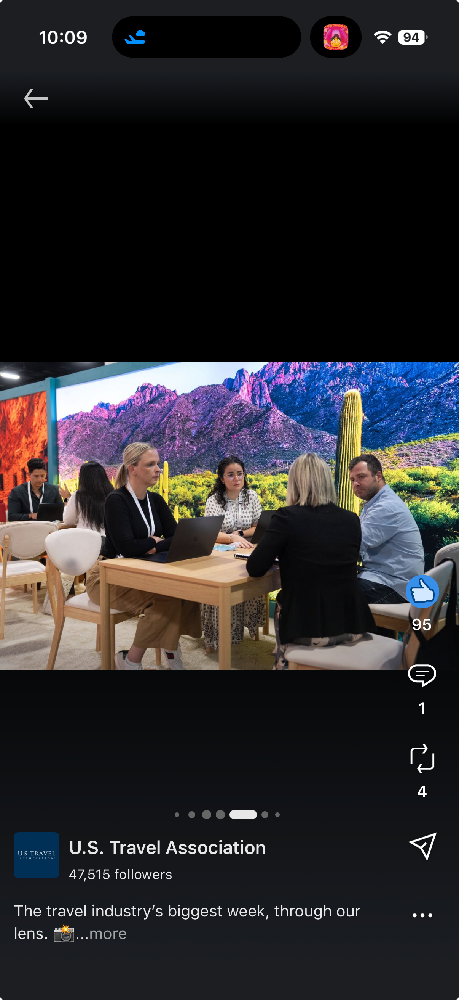 10:09
94
95
1
4
U.S. TRAVEL
ASSOCIATION
U.S. Travel Association
47,515 followers
The travel industry’s biggest week, through our
lens. 📸...more